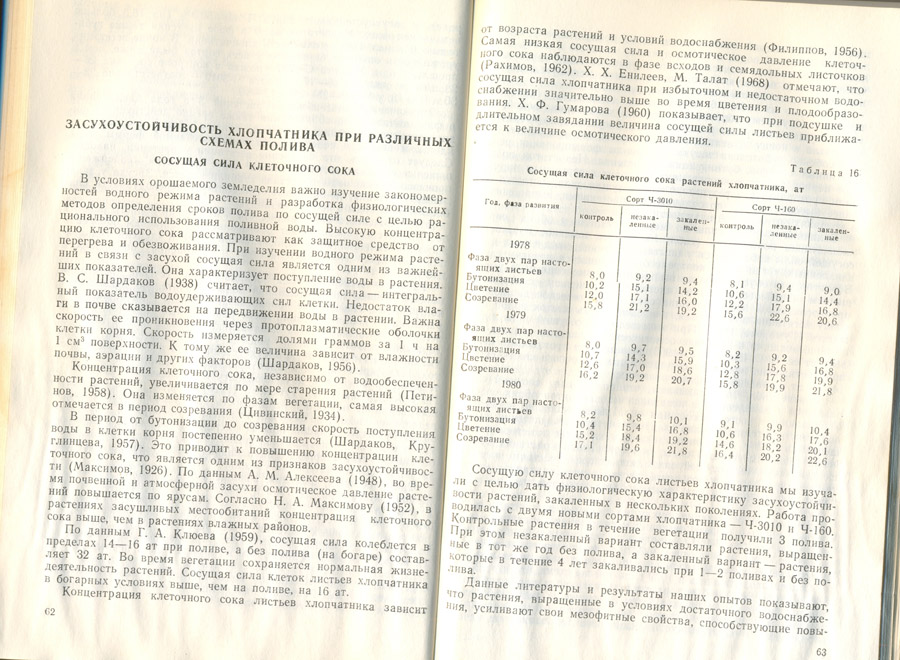 ЗАСУХОУСТОЙЧИВОСТЬ ХЛОПЧАТНИКА ПРИ РАЗЛИЧНЫХ
СХЕМАХ ПОЛИВА
СОСУЩАЯ СИЛА КЛЕТОЧНОГО СОКА
В условиях орошаемого земледелия важно изучение закономер-
ностей водного режима растений и разработка физиологических
методов определения сроков полива по сосущей силе с целью ра-
ционального использования поливной воды. Высокую концентра-
цию клеточного сока рассматривают как защитное средство от
перегрева и обезвоживания. При изучении водного режима расте-
ний в связи с засухой сосущая сила является одним из важней-
ших показателей. Она характеризует поступление воды в растения.
В. С. Шардаков (1938) считает, что сосущая сила — интеграль-
ный показатель водоудерживающих сил клетки. Недостаток вла-
ги в почве сказывается на передвижении воды в растении. Важна
скорость ее проникновения через протоплазматические оболочки
клетки корня. Скорость измеряется долями граммов за 1 ч на
1 см³ поверхности. К тому же ее величина зависит от влажности
почвы, аэрации и других факторов (Шардаков, 1956).
Концентрация клеточного сока, независимо от водообеспечен-
ности растений, увеличивается по мере старения растений (Пети-
нов, 1958). Она изменяется по фазам вегетации, самая высокая
отмечается в период созревания (Цивинский, 1934).
В период от бутонизации до созревания скорость поступления
воды в клетки корня постепенно уменьшается (Шардаков, Кру-
глинцева, 1957). Это приводит к повышению концентрации кле-
точного сока, что является одним из признаков засухоустойчивос-
ти (Максимов, 1926). По данным А. М. Алексеева (1948), во вре-
мя почвенной и атмосферной засухи осмотическое давление расте-
ний повышается по ярусам. Согласно Н. А. Максимову (1952), в
растениях засушливых местообитаний концентрация клеточного
сока выше, чем в растениях влажных районов.
По данным Г. А. Клюева (1959), сосущая сила колеблется в
пределах 14—16 ат при поливе, а без полива (на богаре) состав-
ляет 32 ат. Во время вегетации сохраняется нормальная жизне-
деятельность растений. Сосущая сила клеток листьев хлопчатника
в богарных условиях выше, чем на поливе, на 16 ат.
Концентрация клеточного сока листьев хлопчатника зависит
62
от возраста растений и условий водоснабжения (Филиппов, 1956).
Самая низкая сосущая сила и осмотическое давление клеточ-
ного сока наблюдаются в фазе всходов и семядольных листочков
(Рахимов, 1962). Х. Х. Енилеев, М. Талат (1968) отмечают, что
сосущая сила хлопчатника при избыточном и недостаточном водо-
снабжении значительно выше во время цветения и плодообразо-
вания. Х. Ф. Гумарова (1960) показывает, что при подсушке и
длительном завядании величина сосущей силы листьев приближа-
ется к величине осмотического давления.
Таблица 16
Сосущая сила клеточного сока растений хлопчатника, ат
Год, фаза развития Сорт Ч-3010 Сорт Ч-160
контроль незака-ленные закален-ные контроль незака-ленные закален-ные
1978
Фаза двух пар насто-
ящих листьев 8,0 9,2 9,4 8,1 9,4 9,0
Бутонизация 10,2 15,1 14,2 10,6 15,1 14,4
Цветение 12,0 17,1 16,0 12,2 17,9 16,8
Созревание 15,8 21,2 19,2 15,6 22,6 20,6
1979
Фаза двух пар насто-
ящих листьев 8,0 9,7 9,5 8,2 9,2 9,4
Бутонизация 10,7 14,3 15,9 10,3 15,6 16,8
Цветение 12,6 17,0 18,6 12,8 17,8 19,9
Созревание 16,2 19,2 20,7 15,8 19,9 21,8
1980
Фаза двух пар насто-
ящих листьев 8,2 9,8 10,1 9,1 9,9 10,4
Бутонизация 10,4 15,4 16,8 10,6 16,3 17,6
Цветение 15,2 18,4 19,2 14,6 18,2 20,1
Созревание 17,1 19,6 21,8 16,4 20,2 22,6
Сосущую силу клеточного сока листьев хлопчатника мы изуча-
ли с целью дать физиологическую характеристику засухоустойчи-
вости растений, закаленных в нескольких поколениях. Работа про-
водилась с двумя новыми сортами хлопчатника — Ч-3010 и Ч-160.
Контрольные растения в течение вегетации получили 3 полива.
При этом незакаленный вариант составляли растения, выращен-
ные в тот же год без полива, а закаленный вариант — растения,
которые в течение 4 лет закаливались при 1—2 поливах и без по-
лива.
Данные литературы и результаты наших опытов показывают,
что растения, выращенные в условиях достаточного водоснабже-
ния, усиливают свои мезофитные свойства, способствующие повы-
63